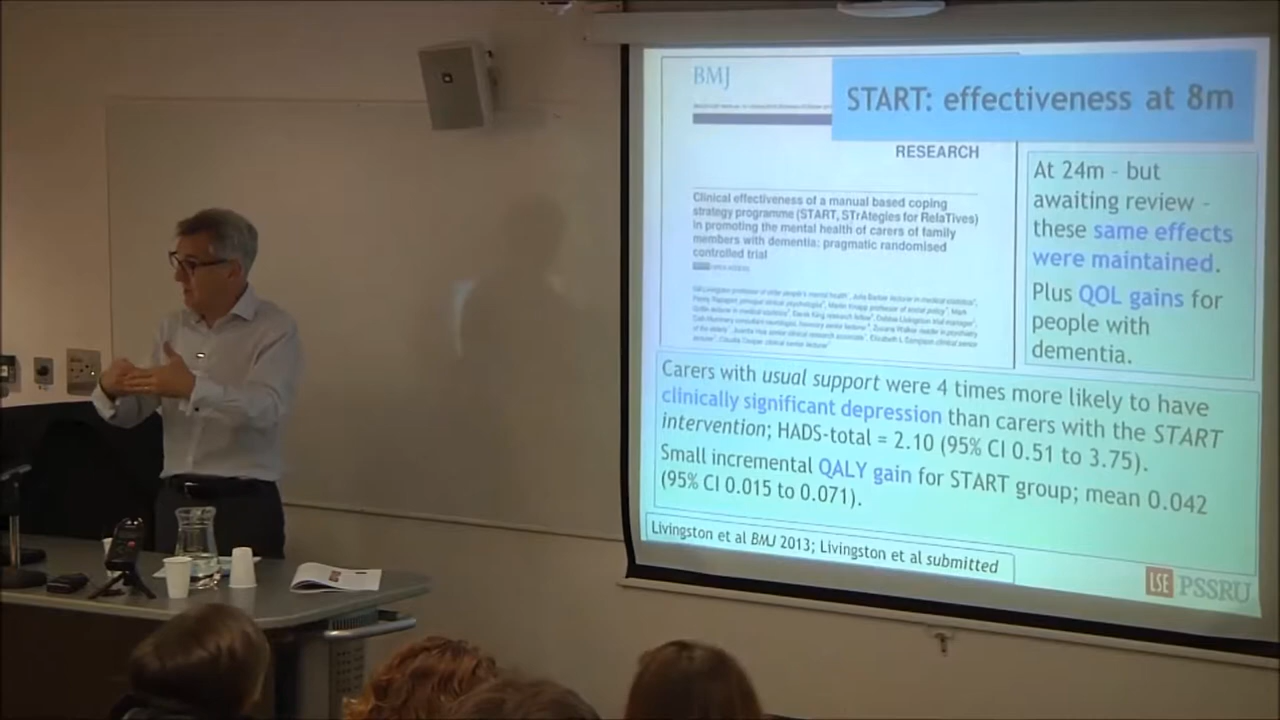 BMJ
START: effectiveness at 8m
RESEARCH
Clinical effectiveness of a manual based coping
strategy programme (START, STrAtegies for RelaTives)
in promoting the mental health of carers of family
members with dementia: pragmatic randomised
controlled trial
At 24m - but
awaiting review -
these same effects
were maintained.
Plus QOL gains for
people with
dementia.
Carers with usual support were 4 times more likely to have
clinically significant depression than carers with the START
intervention; HADS-total = 2.10 (95% CI 0.51 to 3.75).
Small incremental QALY gain for START group; mean 0.042
(95% CI 0.015 to 0.071).
Livingston et al BMJ 2013; Livingston et al submitted
LSE PSSRU